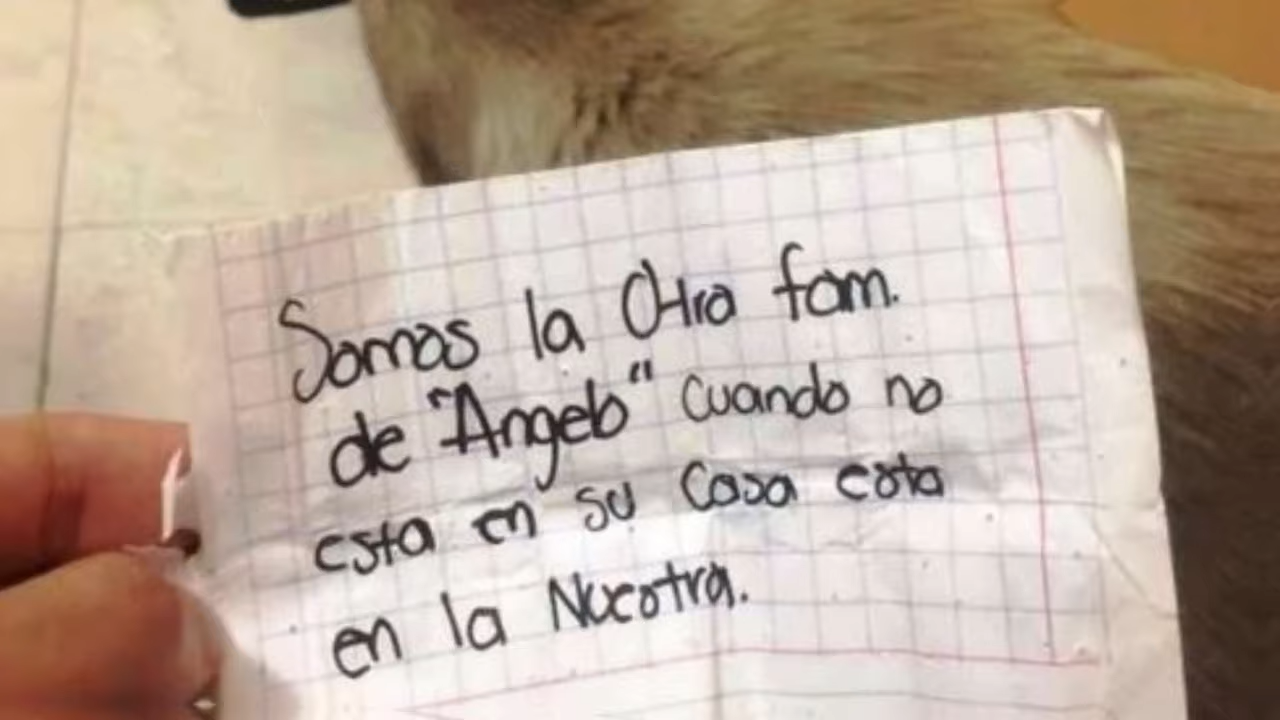 Somos la Otra fam.
de "Angelo" cuando no
esta en su Casa esta
en la Nuestra.